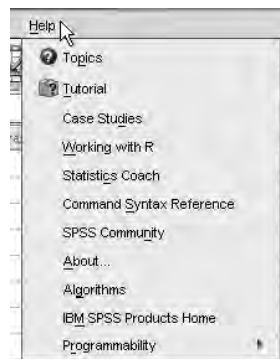 Help
Topics
Tutorial
Case Studies
Working with R
Statistics Coach
Command Syntax Reference
SPSS Community
About...
Algorithms
IBM SPSS Products Home
Programmability